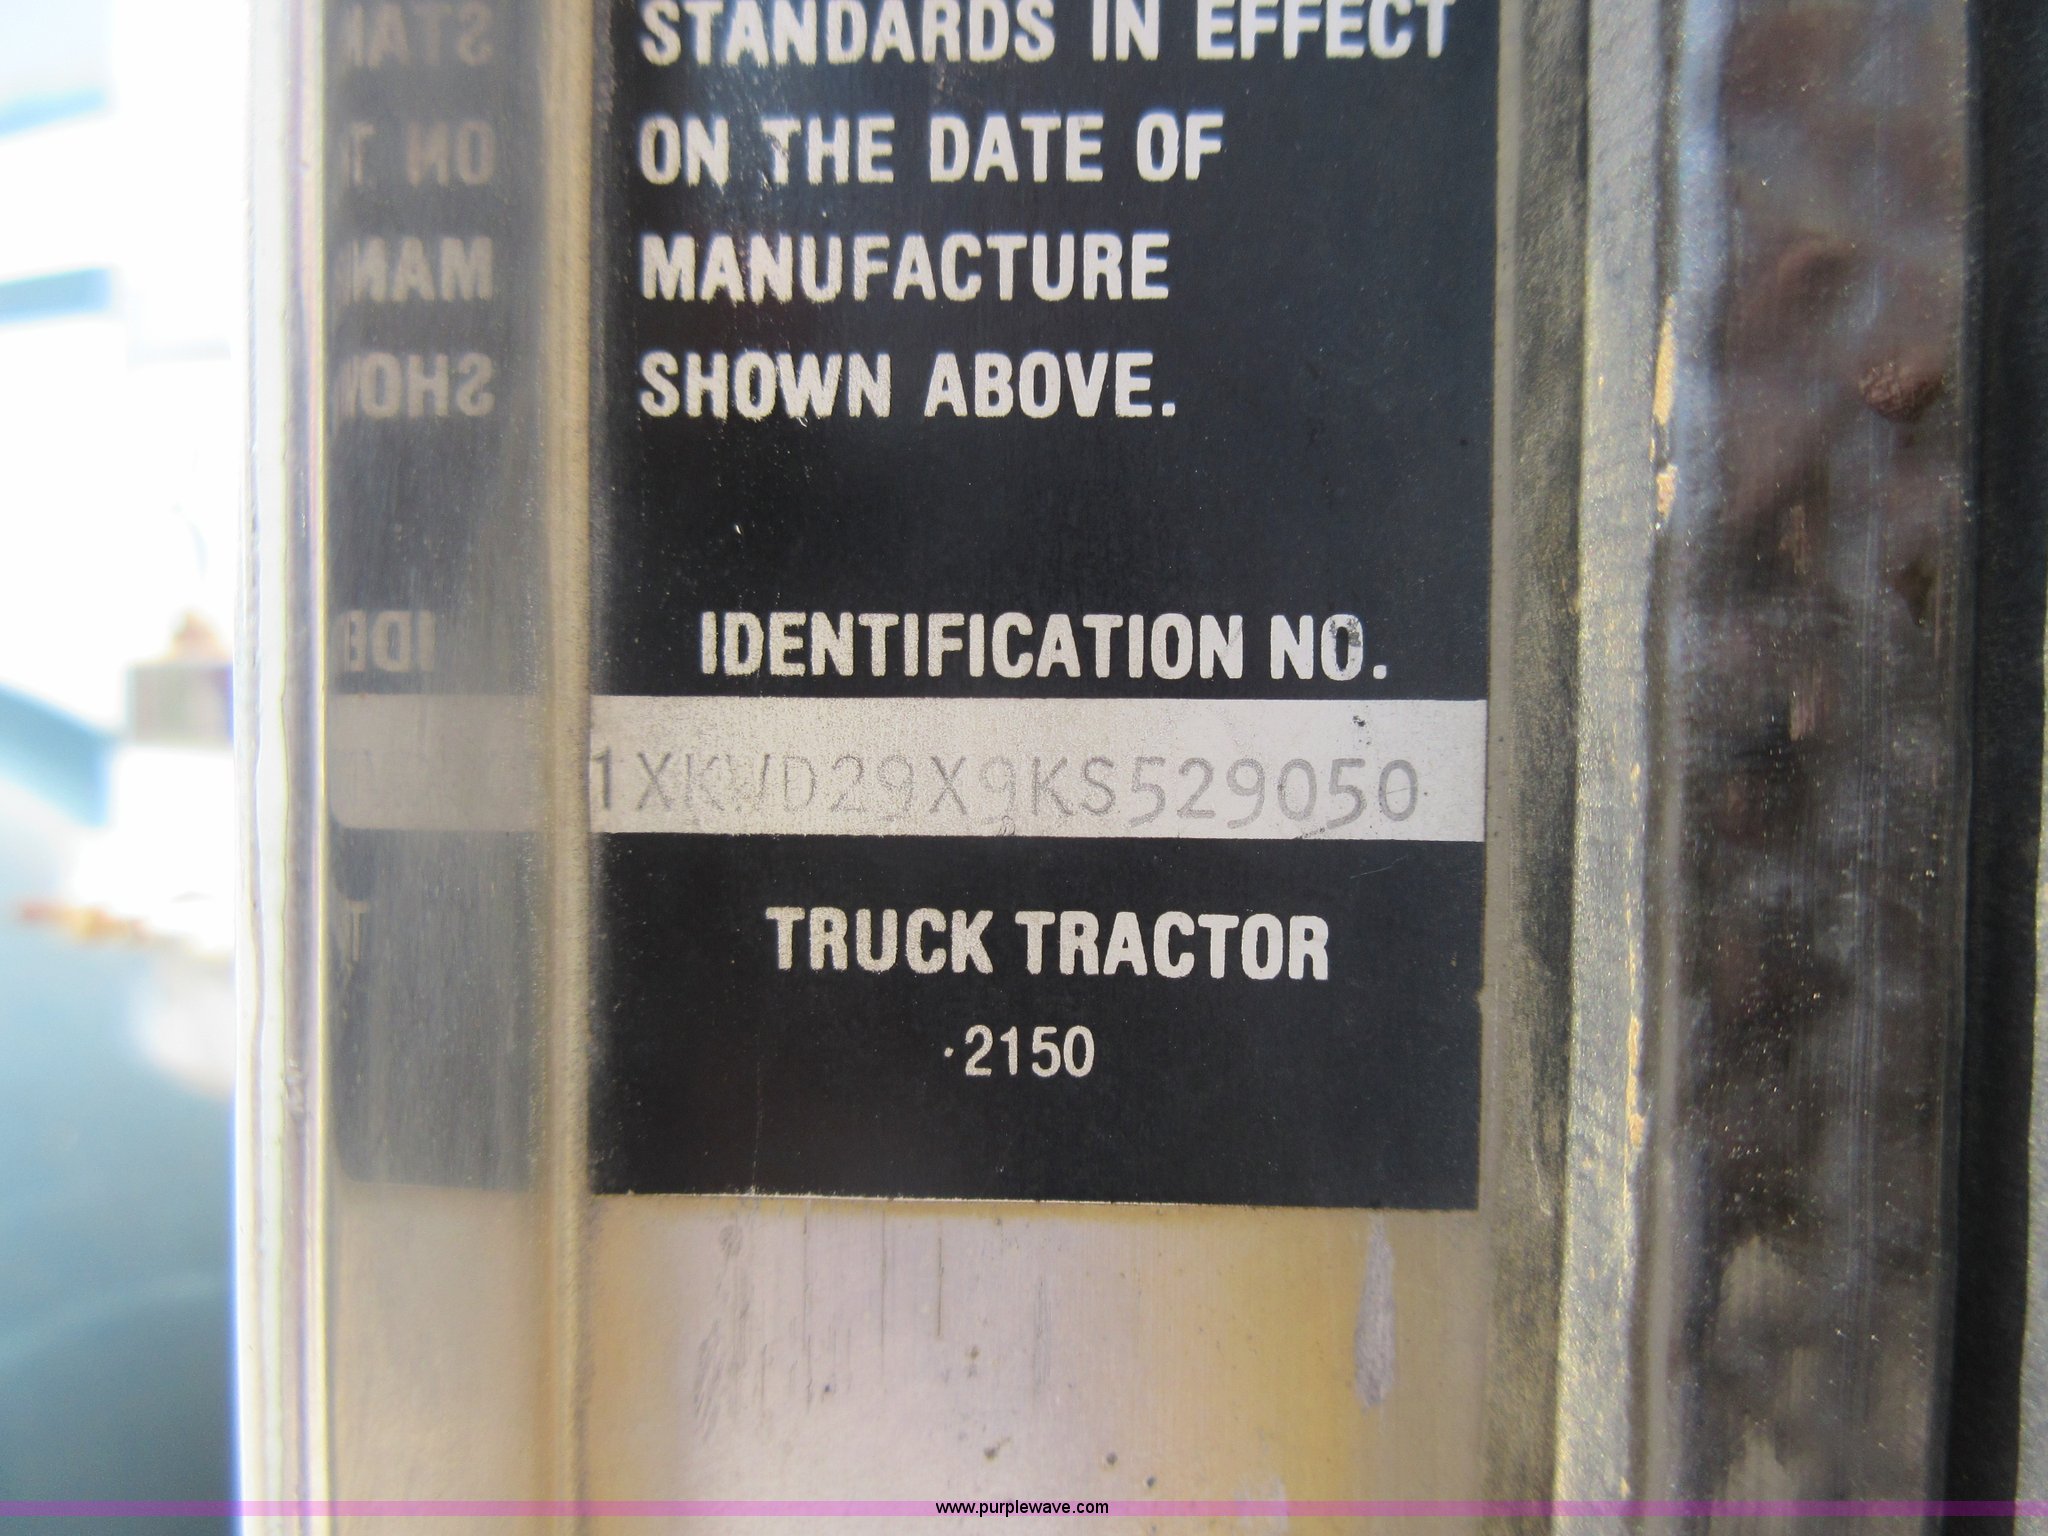 STANDARDS IN EFFECT
ON THE DATE OF
MANUFACTURE
SHOWN ABOVE.
IDENTIFICATION NO.
1XKWD29X9KS529050
TRUCK TRACTOR
·2150
www.purplewave.com